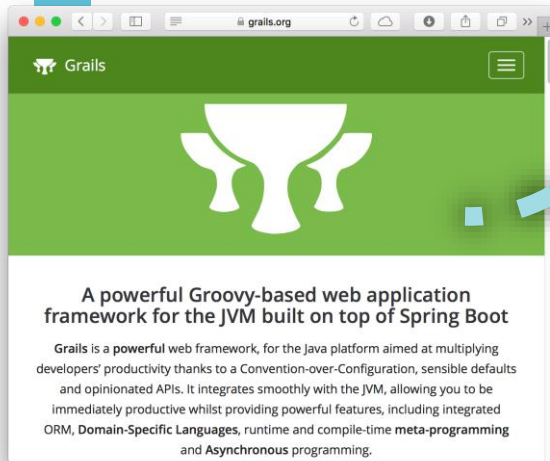 grails.org
Grails
A powerful Groovy-based web application
framework for the JVM built on top of Spring Boot
Grails is a powerful web framework, for the Java platform aimed at multiplying
developers' productivity thanks to a Convention-over-Configuration, sensible defaults
and opinionated APIs. It integrates smoothly with the JVM, allowing you to be
immediately productive whilst providing powerful features, including integrated
ORM, Domain-Specific Languages, runtime and compile-time meta-programming
and Asynchronous programming.